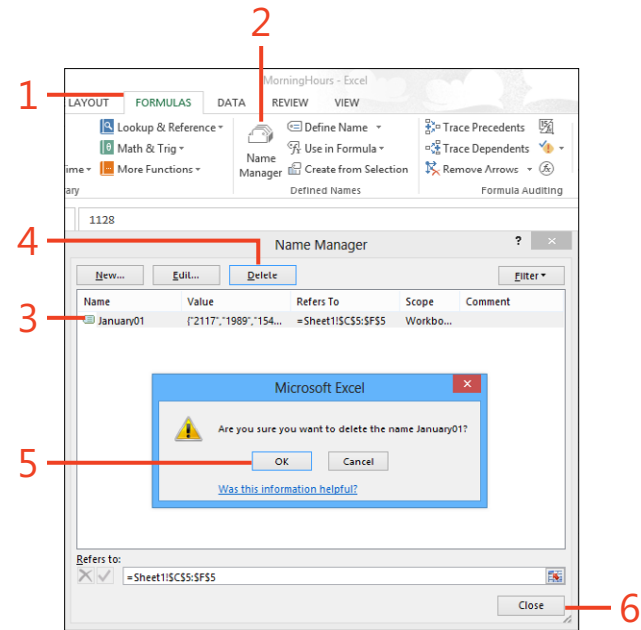 2
MorningHours - Excel
1
LAYOUT FORMULAS DATA REVIEW VIEW
Lookup & Reference
Math & Trig
More Functions
Name Manager
Define Name
Use in Formula
Create from Selection
Trace Precedents
Trace Dependents
Remove Arrows
Defined Names
Formula Auditing
1128
4
Name Manager ?
New... Edit... Delete Filter
Name Value Refers To Scope Comment
3
January01 {"2117","1989","154... =Sheet1!$C$5:$F$5 Workbo...
Microsoft Excel
Are you sure you want to delete the name January01?
5
OK Cancel
Was this information helpful?
Refers to:
=Sheet1!$C$5:$F$5
Close
6